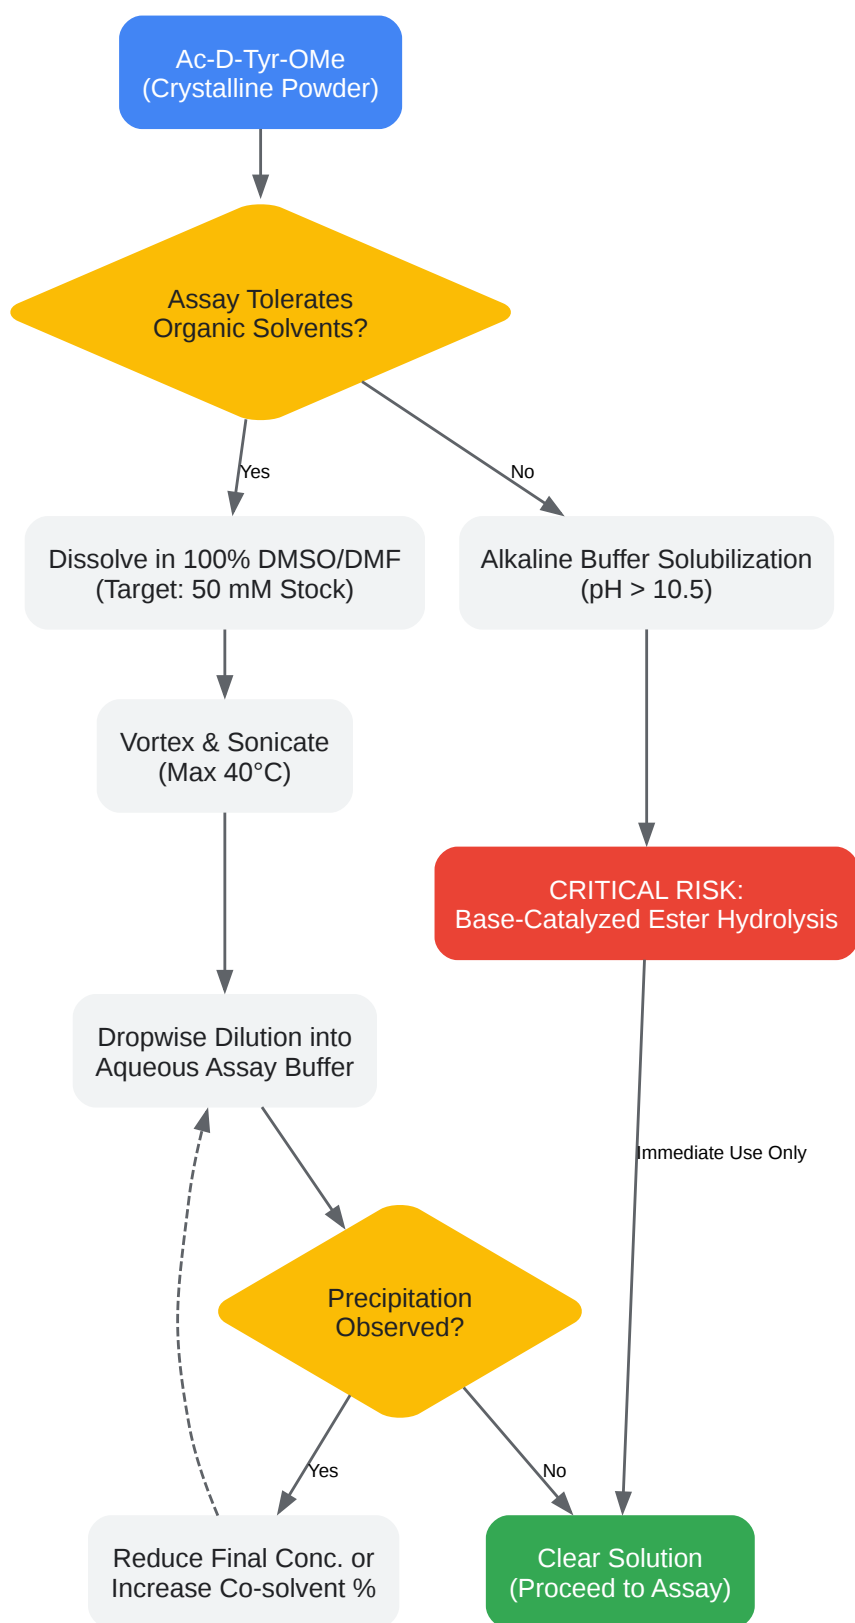 Ac-D-Tyr-OMe
(Crystalline Powder)
Assay Tolerates
Organic Solvents?
Yes
No
Dissolve in 100% DMSO/DMF
(Target: 50 mM Stock)
Alkaline Buffer Solubilization
(pH > 10.5)
Vortex & Sonicate
(Max 40°C)
CRITICAL RISK:
Base-Catalyzed Ester Hydrolysis
Dropwise Dilution into
Aqueous Assay Buffer
Immediate Use Only
Precipitation
Observed?
Yes
No
Reduce Final Conc. or
Increase Co-solvent %
Clear Solution
(Proceed to Assay)